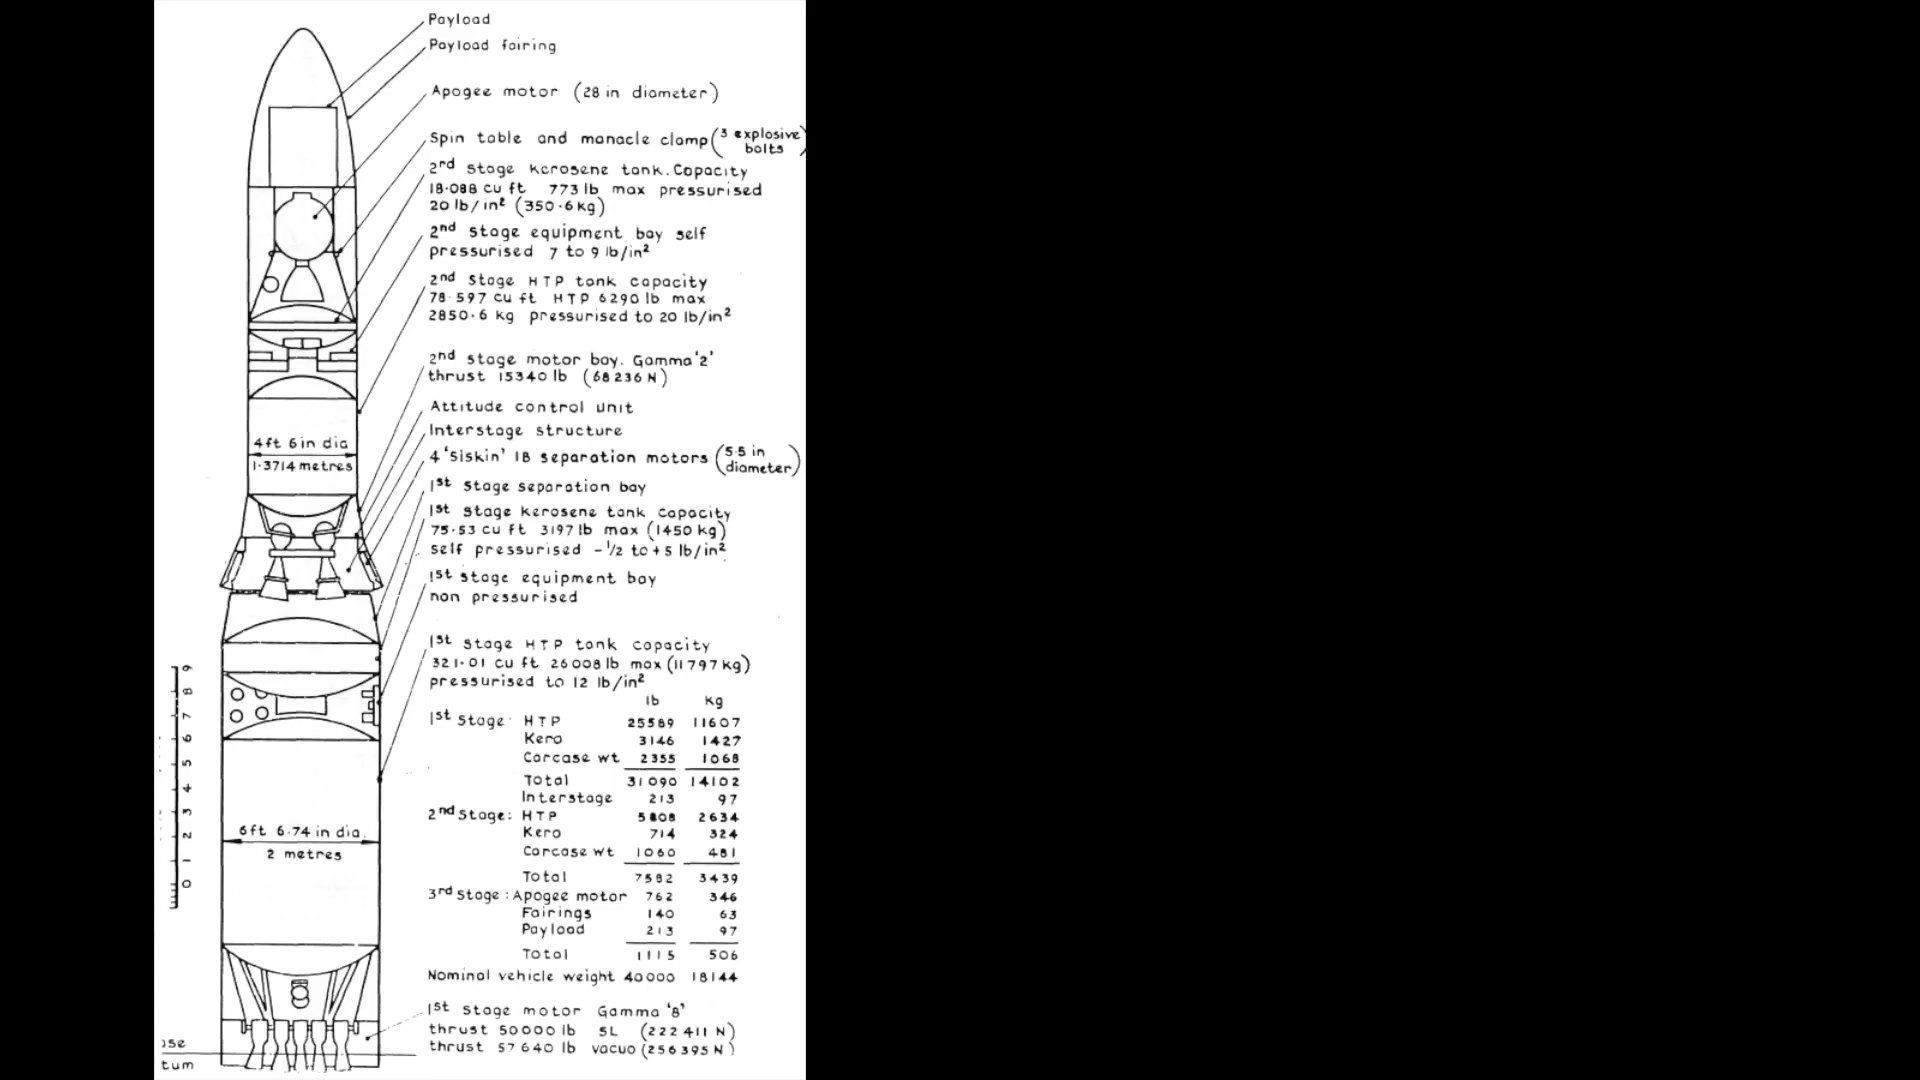 Payload
Payload fairing
Apogee motor (28 in diameter)
Spin table and manacle clamp (3 explosive bolts)
2nd stage kerosene tank. Capacity
18·088 cu ft 773 lb max pressurised
20 lb/in² (350·6 kg)
2nd stage equipment bay self
pressurised 7 to 9 lb/in²
2nd Stage HTP tank capacity
78·597 cu ft HTP 6290 lb max
2850·6 kg pressurised to 20 lb/in²
2nd stage motor bay. Gamma '2'
thrust 15340 lb (68236 N)
Attitude control unit
Interstage structure
4 'Siskin' 1B separation motors (5·5 in diameter)
4ft 6in dia
1·3714 metres
1st Stage separation bay
1st Stage kerosene tank capacity
75·53 cu ft 3197 lb max (1450 kg)
self pressurised -½ to +5 lb/in²
1st stage equipment bay
non pressurised
1st Stage HTP tank capacity
321·01 cu ft 26008 lb max (11797 kg)
pressurised to 12 lb/in²
lb kg
1st Stage: HTP 25589 11607
Kero 3146 1427
Carcase wt 2355 1068
Total 31090 14102
Interstage 213 97
2nd Stage: HTP 5808 2634
Kero 714 324
Carcase wt 1060 481
Total 7582 3439
3rd Stage: Apogee motor 762 346
Fairings 140 63
Payload 213 97
Total 1115 506
Nominal vehicle weight 40000 18144
1st Stage motor Gamma '8'
thrust 50000 lb SL (222411 N)
thrust 57640 lb vacuo (256395 N)
6ft 6·74 in dia.
2 metres
9
8
7
6
5
4
3
2
1
0
tum